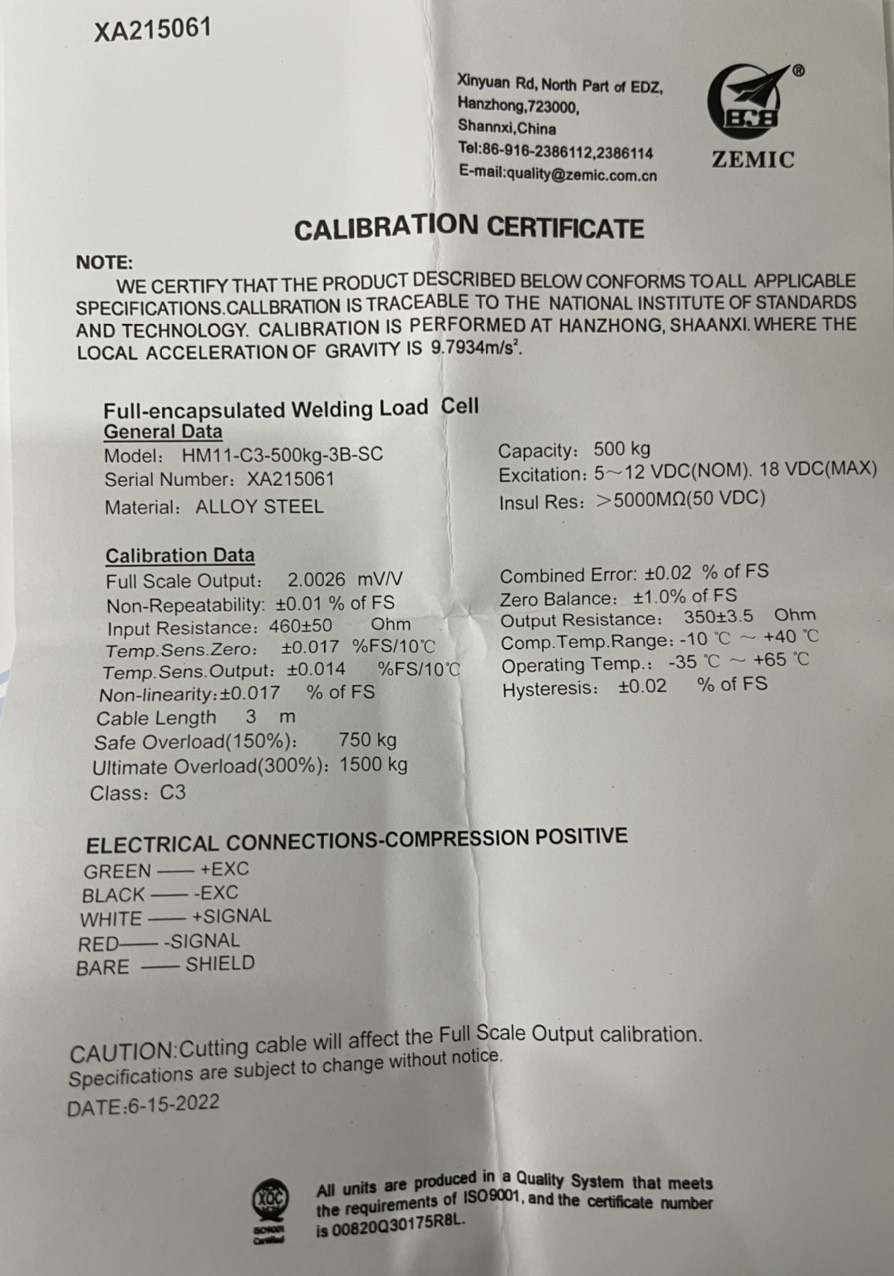 XA215061
Xinyuan Rd, North Part of EDZ,
Hanzhong,723000,
Shannxi,China
Tel:86-916-2386112,2386114
E-mail:quality@zemic.com.cn
®
ZEMIC
CALIBRATION CERTIFICATE
NOTE:
WE CERTIFY THAT THE PRODUCT DESCRIBED BELOW CONFORMS TO ALL APPLICABLE
SPECIFICATIONS.CALLBRATION IS TRACEABLE TO THE NATIONAL INSTITUTE OF STANDARDS
AND TECHNOLOGY. CALIBRATION IS PERFORMED AT HANZHONG, SHAANXI. WHERE THE
LOCAL ACCELERATION OF GRAVITY IS 9.7934m/s².
Full-encapsulated Welding Load Cell
General Data
Model: HM11-C3-500kg-3B-SC
Serial Number: XA215061
Material: ALLOY STEEL
Capacity: 500 kg
Excitation: 5~12 VDC(NOM). 18 VDC(MAX)
Insul Res: >5000MΩ(50 VDC)
Calibration Data
Full Scale Output: 2.0026 mV/V
Non-Repeatability: ±0.01 % of FS
Input Resistance: 460±50 Ohm
Temp.Sens.Zero: ±0.017 %FS/10℃
Temp.Sens.Output: ±0.014 %FS/10℃
Non-linearity:±0.017 % of FS
Cable Length 3 m
Safe Overload(150%): 750 kg
Ultimate Overload(300%): 1500 kg
Class: C3
Combined Error: ±0.02 % of FS
Zero Balance: ±1.0% of FS
Output Resistance: 350±3.5 Ohm
Comp.Temp.Range: -10 ℃ ~ +40 ℃
Operating Temp.: -35 ℃ ~ +65 ℃
Hysteresis: ±0.02 % of FS
ELECTRICAL CONNECTIONS-COMPRESSION POSITIVE
GREEN —— +EXC
BLACK —— -EXC
WHITE —— +SIGNAL
RED—— -SIGNAL
BARE —— SHIELD
CAUTION:Cutting cable will affect the Full Scale Output calibration.
Specifications are subject to change without notice.
DATE:6-15-2022
XQC
ISO9001
Certified
All units are produced in a Quality System that meets
the requirements of ISO9001, and the certificate number
is 00820Q30175R8L.